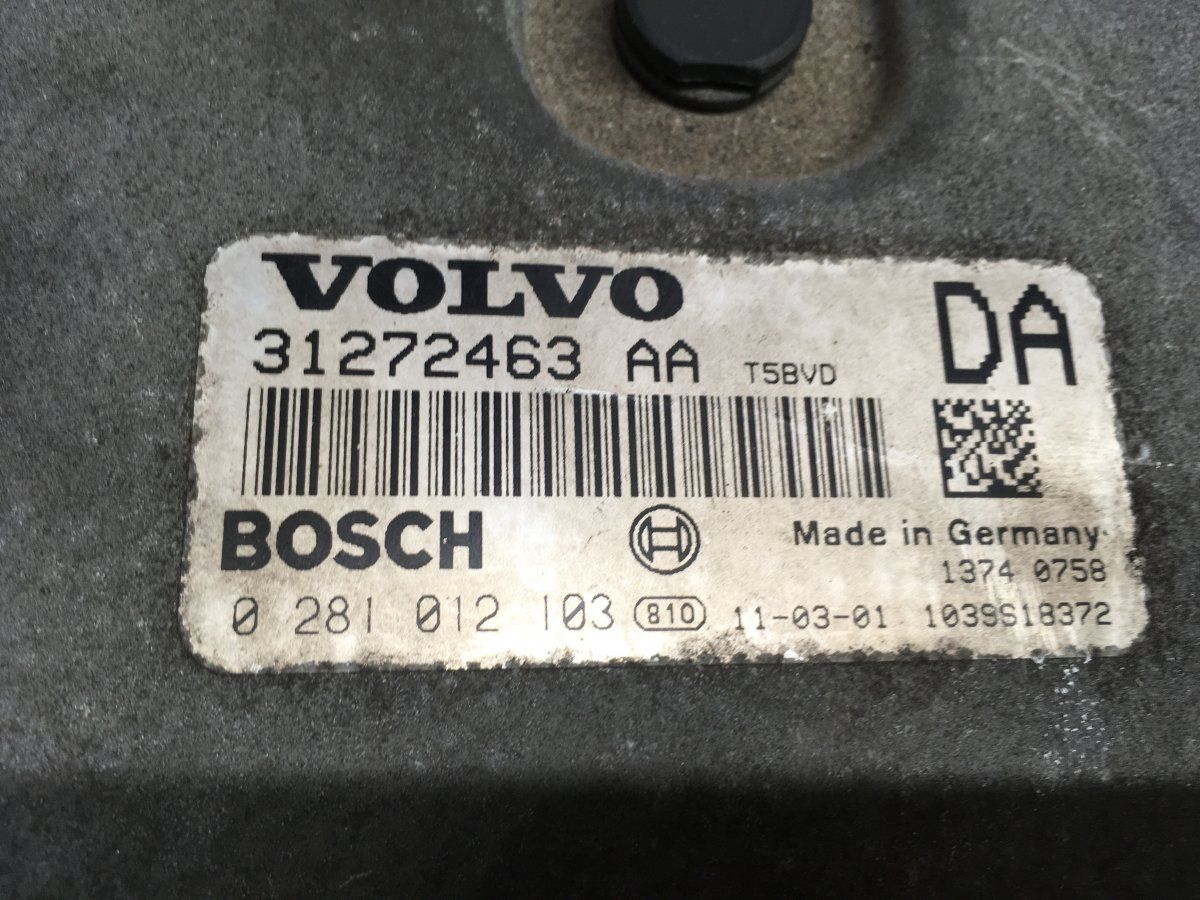 VOLVO
31272463 AA T5BVD
DA
BOSCH
Made in Germany
1374 0758
0 281 012 103 810 11-03-01 1039S18372